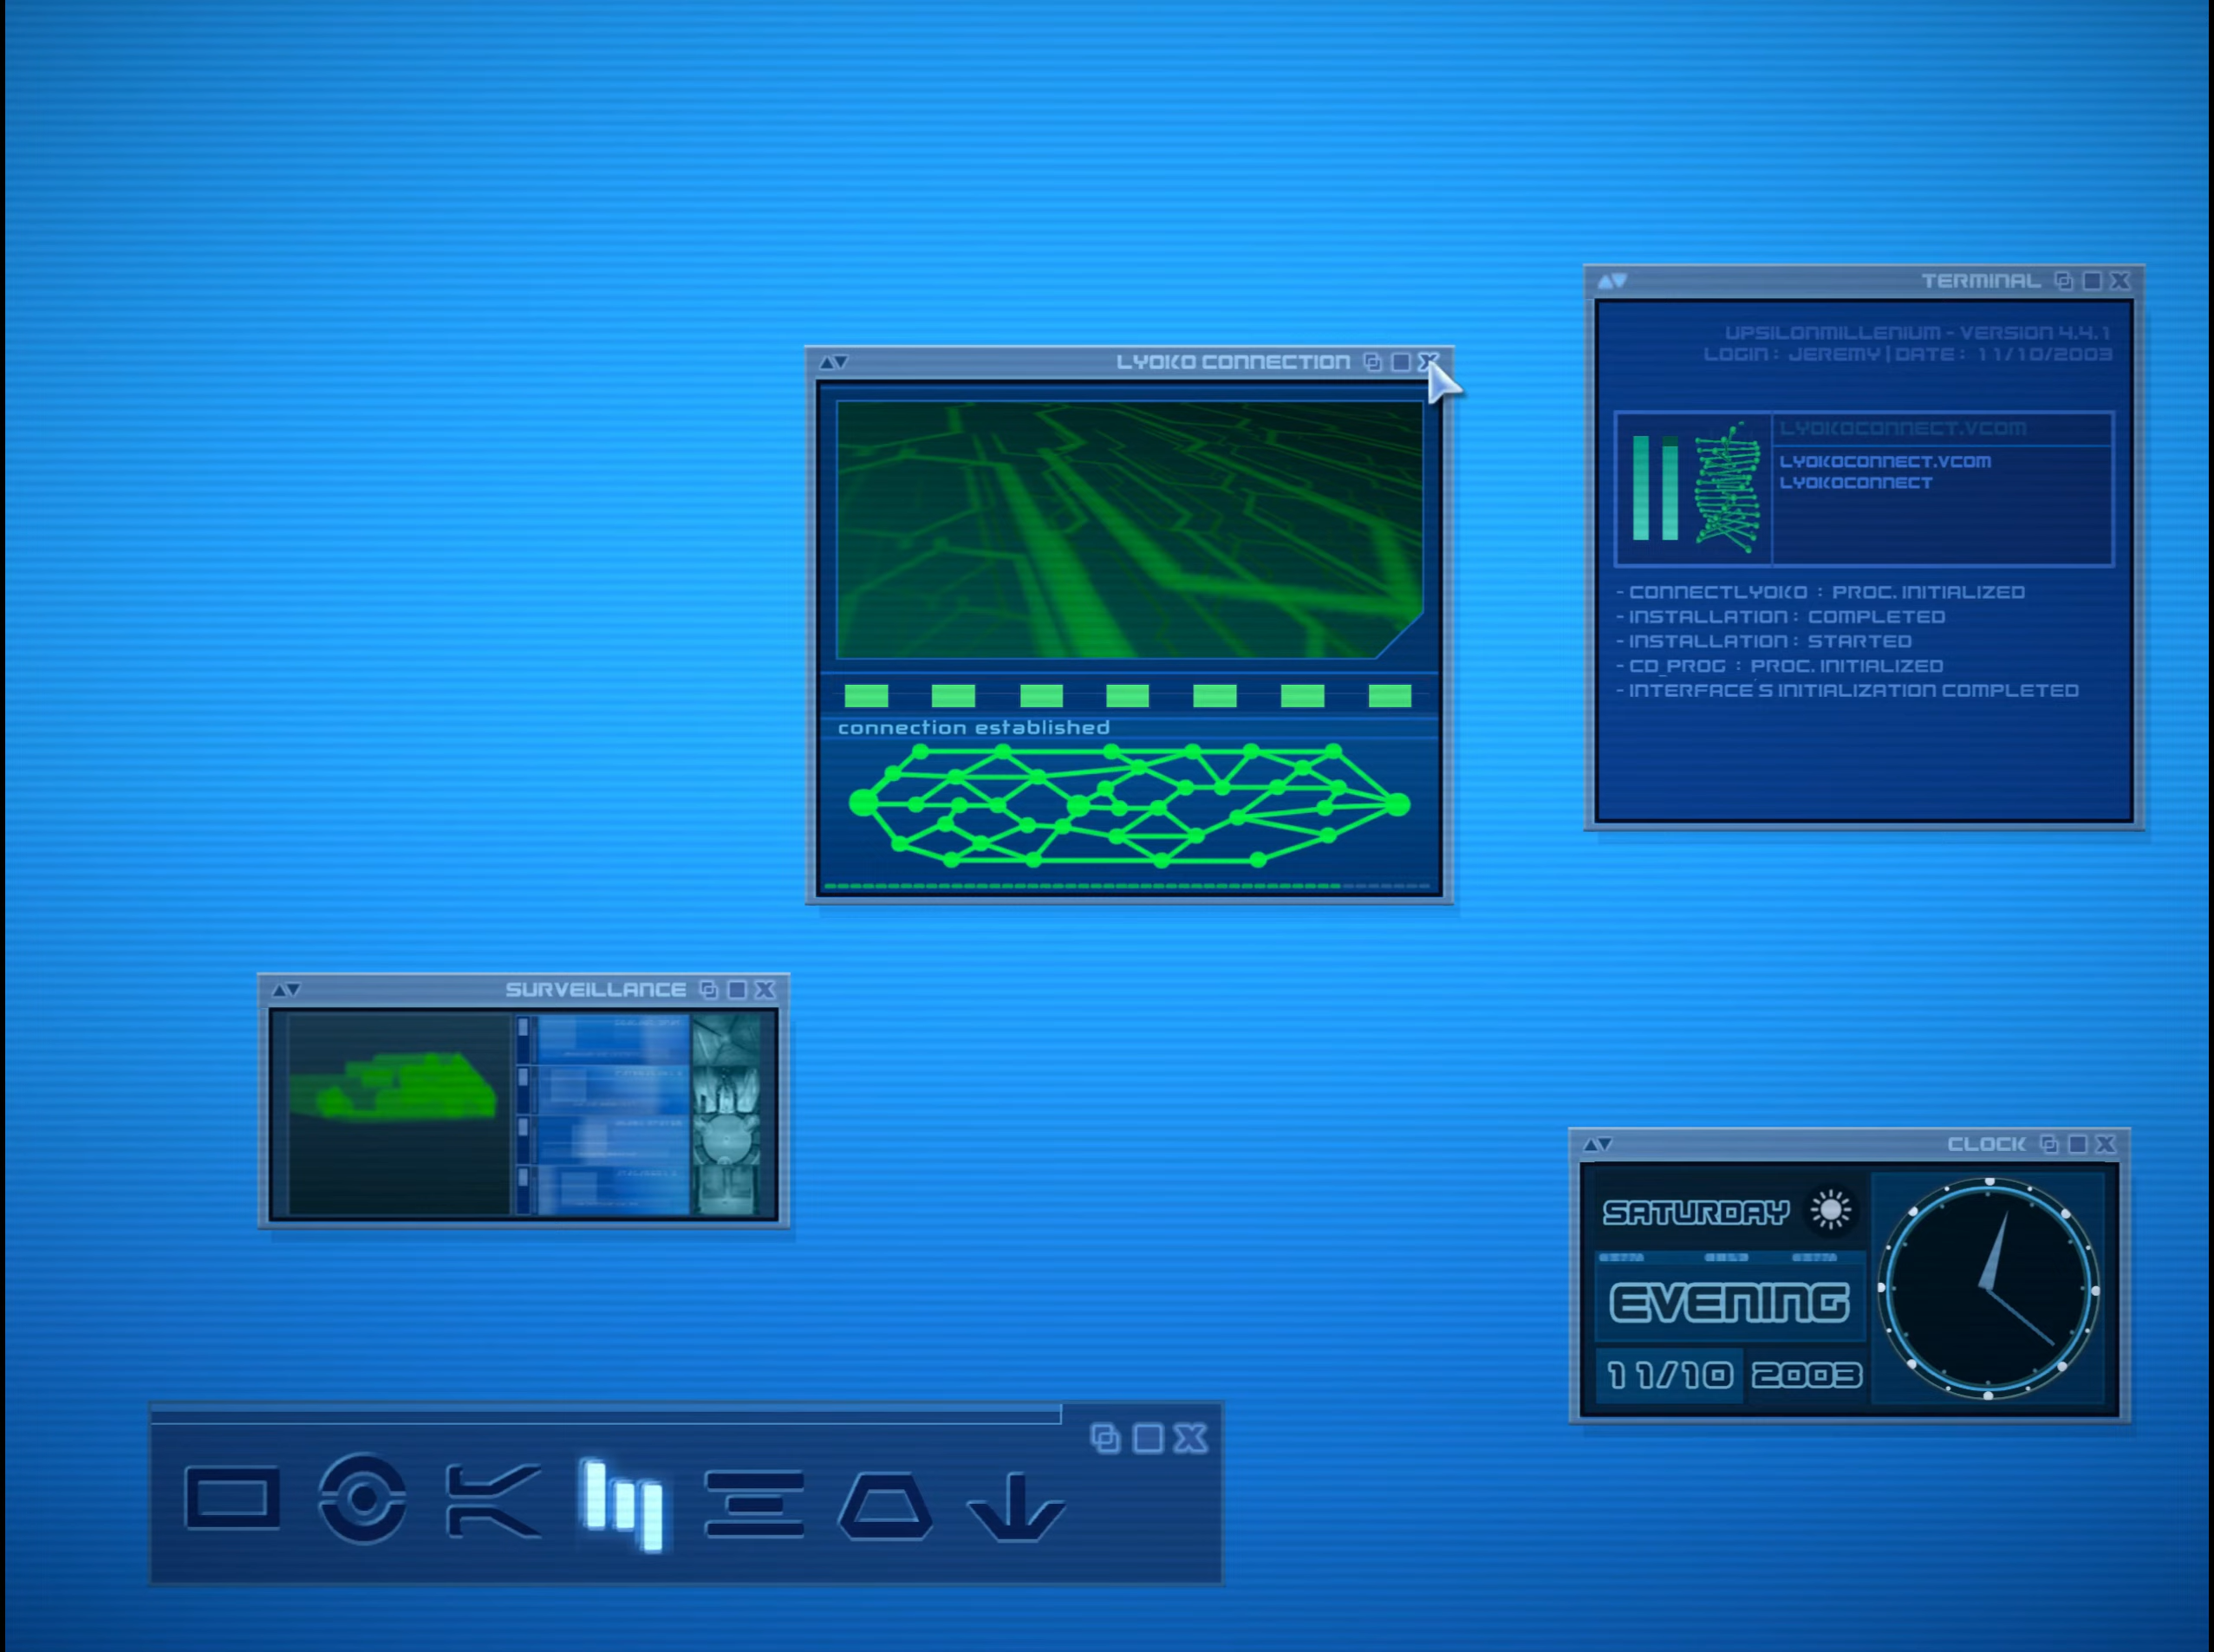 TERMINAL
UPSILONMILLENIUM - VERSION 4.4.1
LOGIN : JEREMY | DATE : 11/10/2003
LYOKOCONNECT.VCOM
LYOKOCONNECT.VCOM
LYOKOCONNECT
- CONNECTLYOKO : PROC. INITIALIZED
- INSTALLATION : COMPLETED
- INSTALLATION : STARTED
- CD_PROG : PROC. INITIALIZED
- INTERFACE'S INITIALIZATION COMPLETED
LYOKO CONNECTION
connection established
SURVEILLANCE
CLOCK
SATURDAY
EVENING
11/10 2003